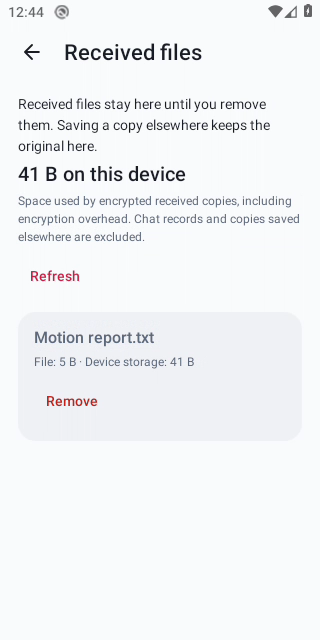 12:44
Received files
Received files stay here until you remove
them. Saving a copy elsewhere keeps the
original here.
41 B on this device
Space used by encrypted received copies, including
encryption overhead. Chat records and copies saved
elsewhere are excluded.
Refresh
Motion report.txt
File: 5 B · Device storage: 41 B
Remove